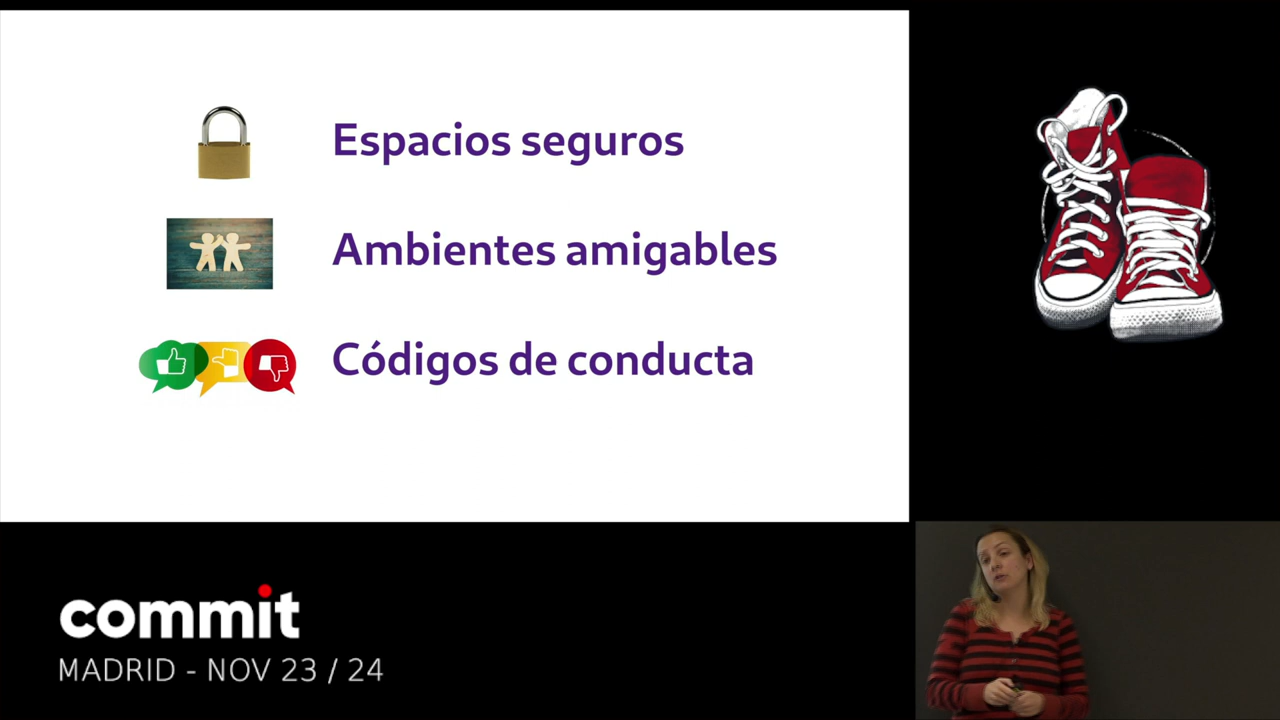 Espacios seguros
Ambientes amigables
Códigos de conducta
commit
MADRID - NOV 23 / 24